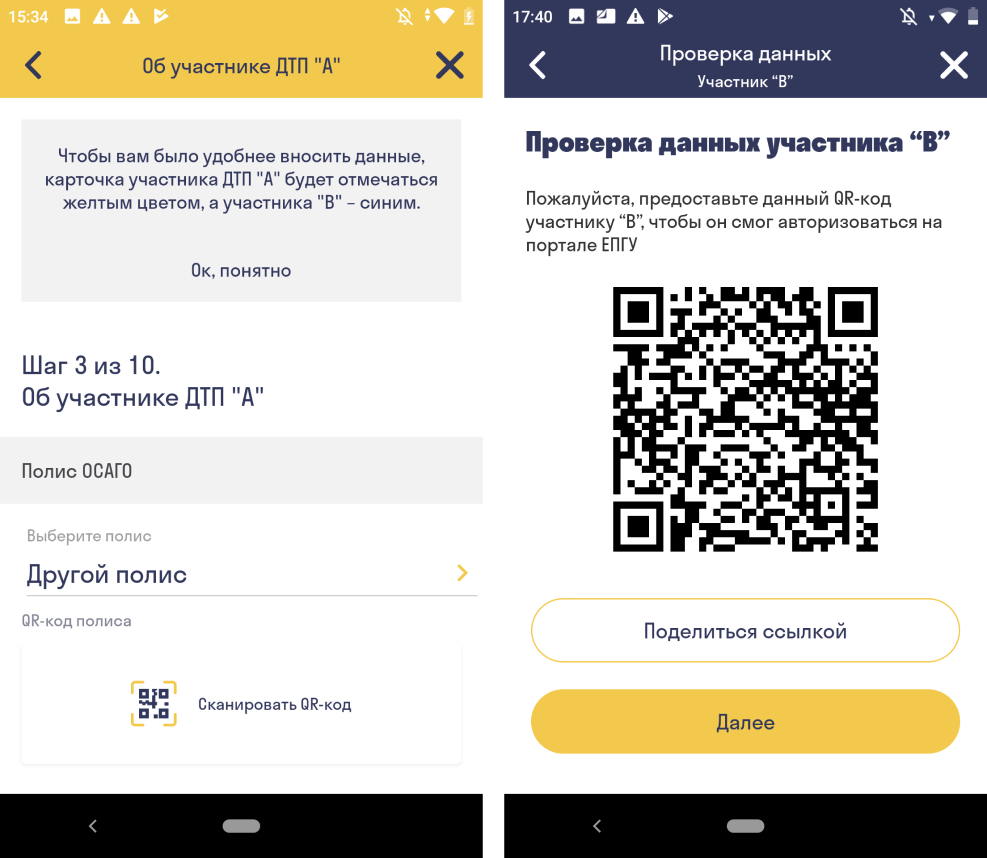 15:34
Об участнике ДТП "А"
Чтобы вам было удобнее вносить данные,
карточка участника ДТП "А" будет отмечаться
желтым цветом, а участника "В" – синим.
Ок, понятно
Шаг 3 из 10.
Об участнике ДТП "А"
Полис ОСАГО
Выберите полис
Другой полис
QR-код полиса
Сканировать QR-код
17:40
Проверка данных
Участник “В”
Проверка данных участника “В”
Пожалуйста, предоставьте данный QR-код
участнику “В”, чтобы он смог авторизоваться на
портале ЕПГУ
Поделиться ссылкой
Далее